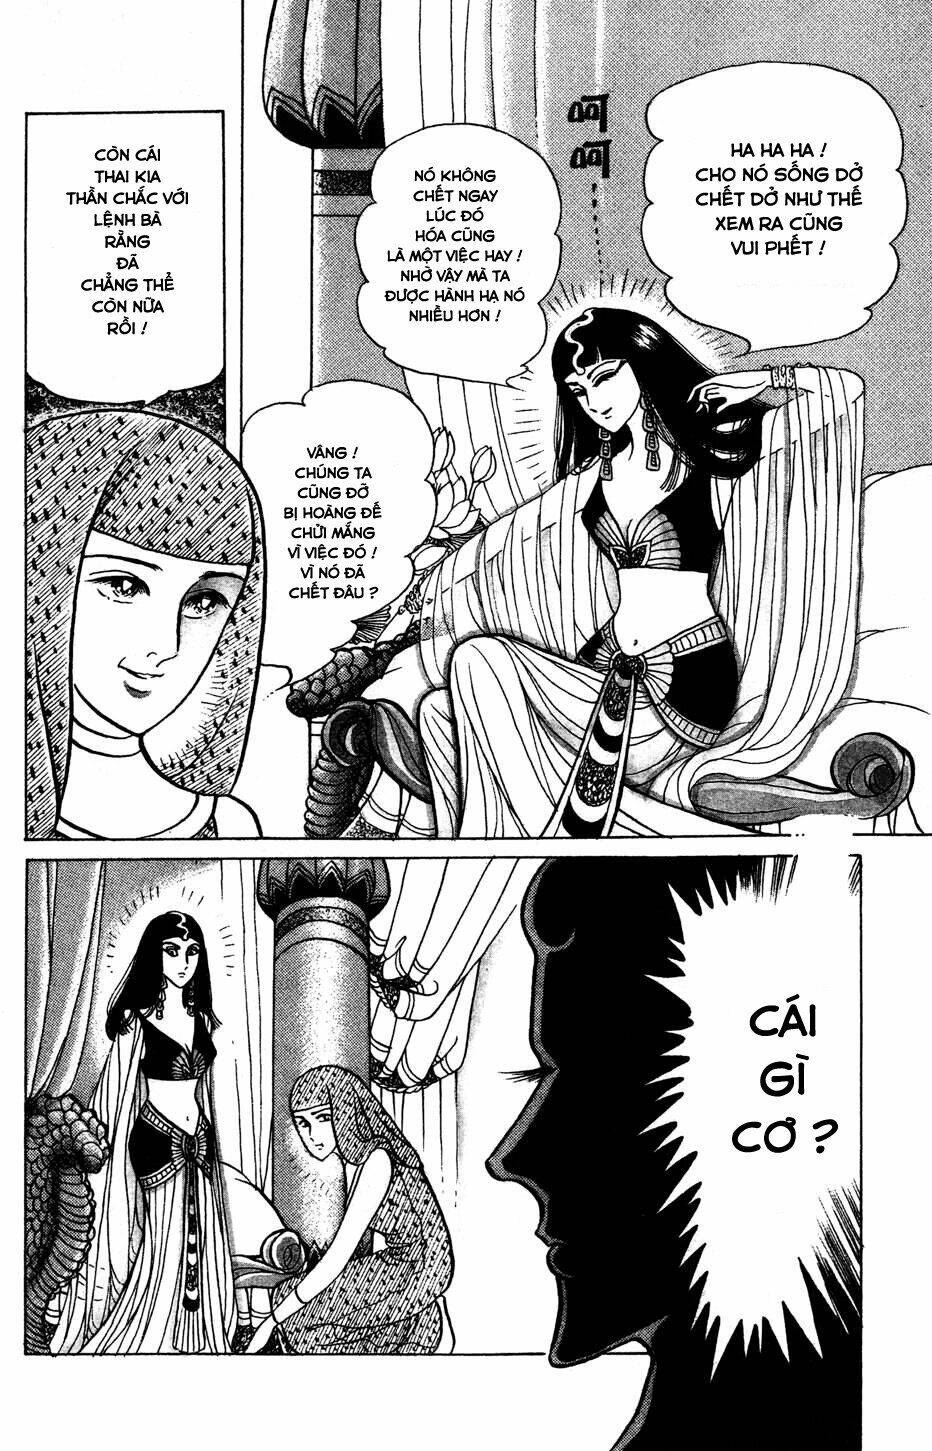 HA HA HA !
CHO NÓ SỐNG DỞ
CHẾT DỞ NHƯ THẾ
XEM RA CŨNG
VUI PHẾT !
呵
呵
NÓ KHÔNG
CHẾT NGAY
LÚC ĐÓ
HÓA CŨNG
LÀ MỘT VIỆC HAY !
NHỜ VẬY MÀ TA
ĐƯỢC HÀNH HẠ NÓ
NHIỀU HƠN !
VÂNG !
CHÚNG TA
CŨNG ĐỠ
BỊ HOÀNG ĐẾ
CHỬI MẮNG
VÌ VIỆC ĐÓ !
VÌ NÓ ĐÃ
CHẾT ĐÂU ?
CÒN CÁI
THAI KIA
THẦN CHẮC VỚI
LỆNH BÀ
RẰNG
ĐÃ
CHẲNG THỂ
CÒN NỮA
RỒI !
CÁI
GÌ
CƠ ?